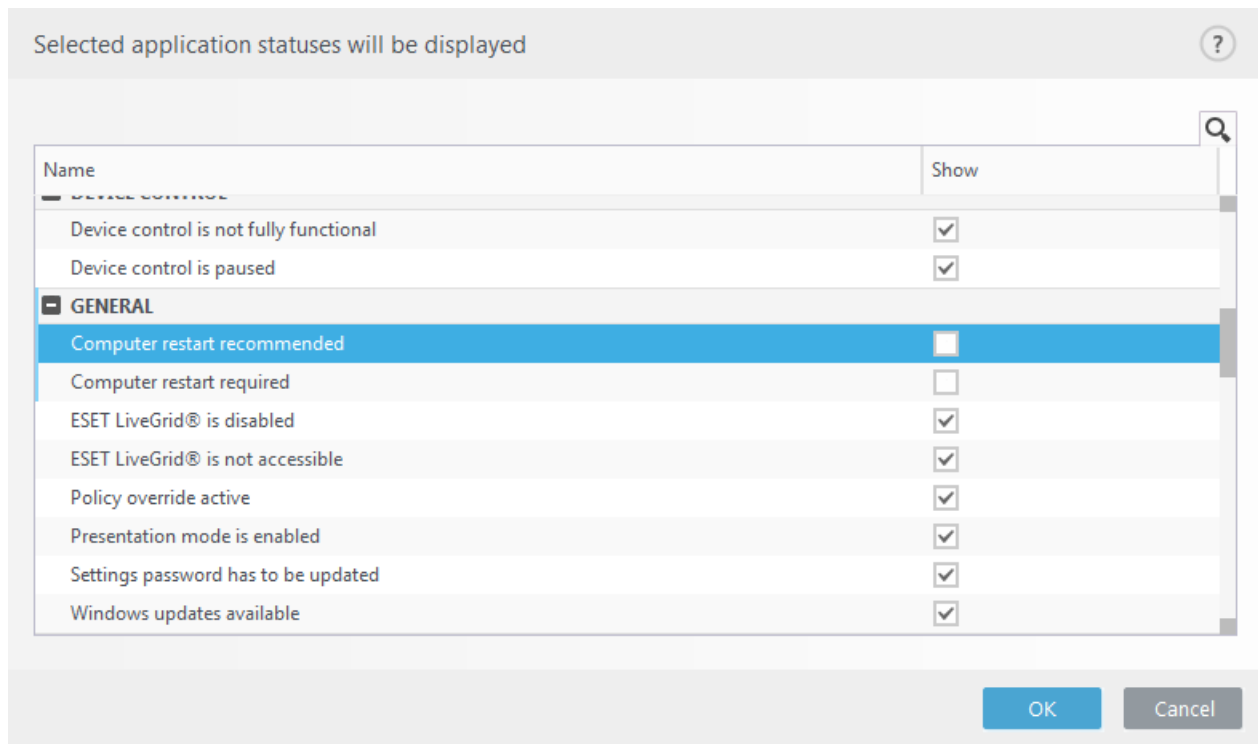 Selected application statuses will be displayed ?
Name Show
DEVICE CONTROL
Device control is not fully functional
Device control is paused
GENERAL
Computer restart recommended
Computer restart required
ESET LiveGrid® is disabled
ESET LiveGrid® is not accessible
Policy override active
Presentation mode is enabled
Settings password has to be updated
Windows updates available
OK Cancel